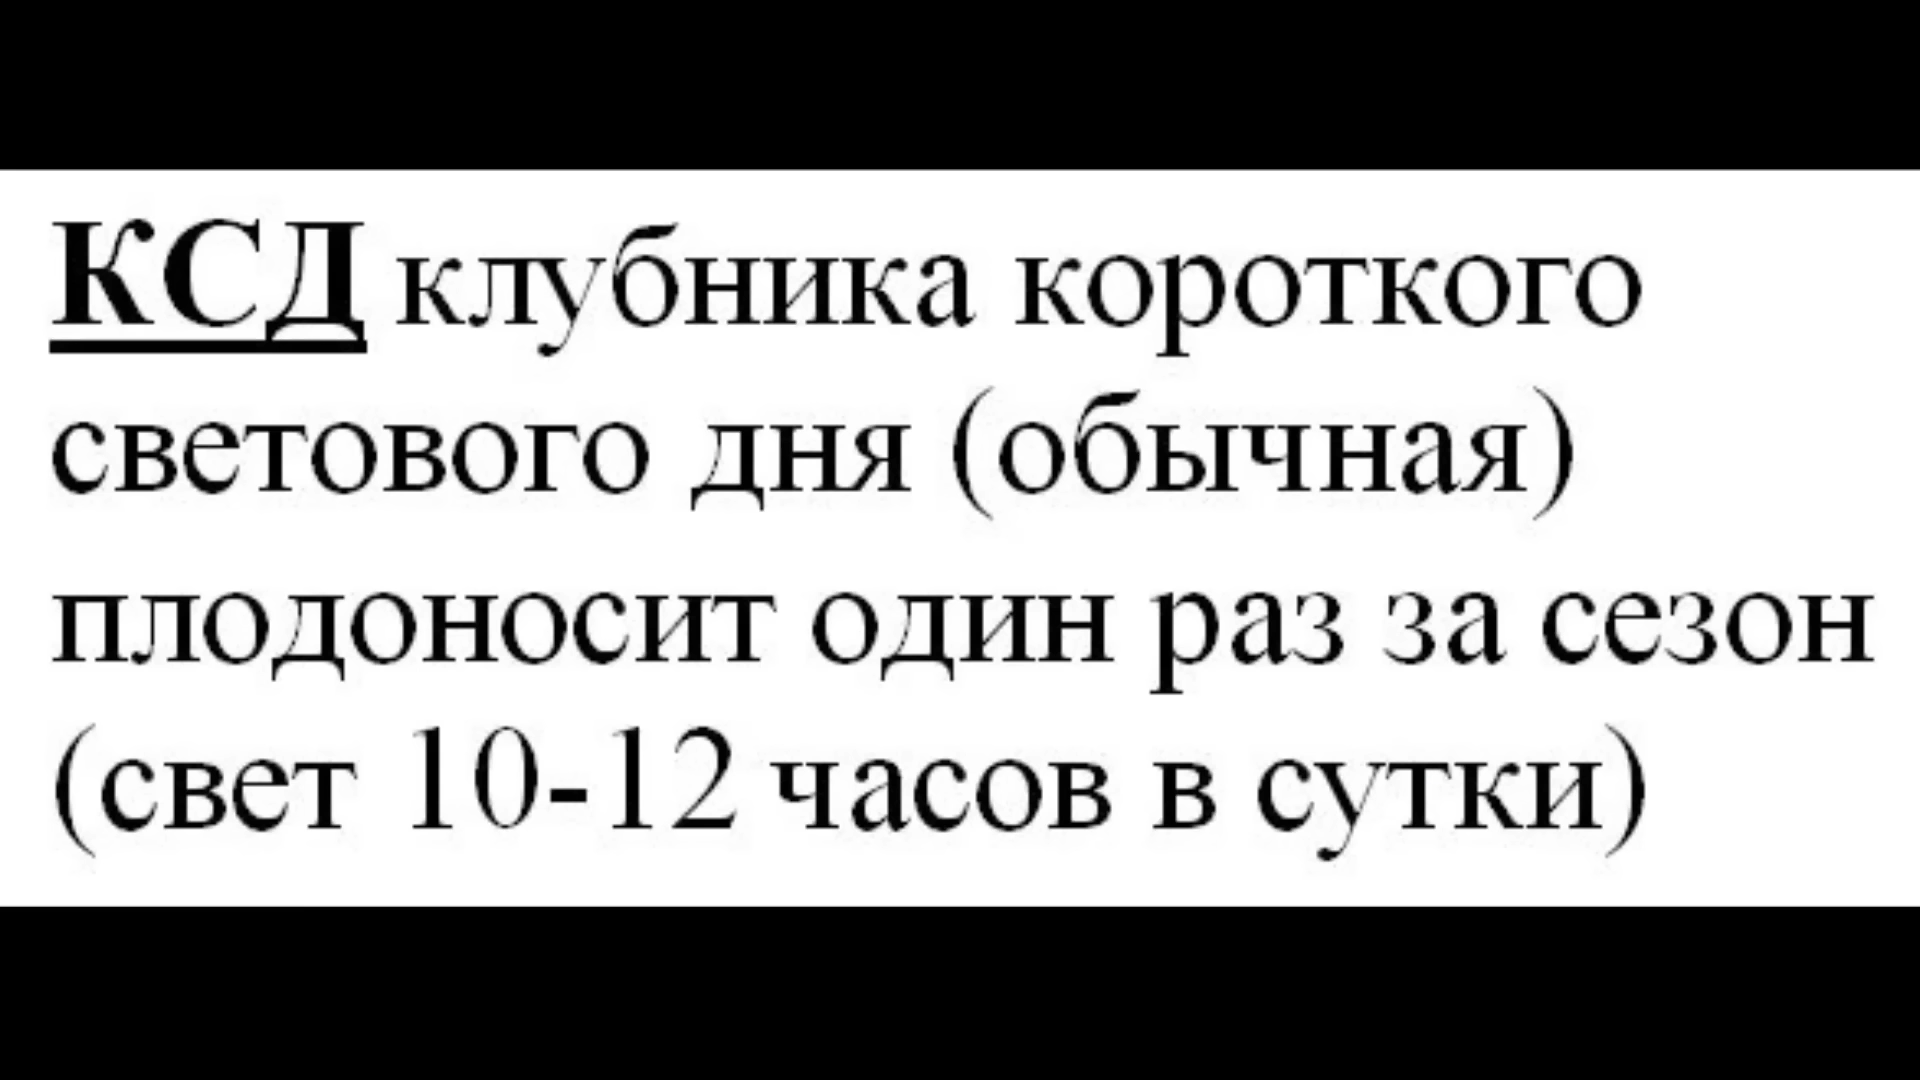 КСД клубника короткого
светового дня (обычная)
плодоносит один раз за сезон
(свет 10-12 часов в сутки)